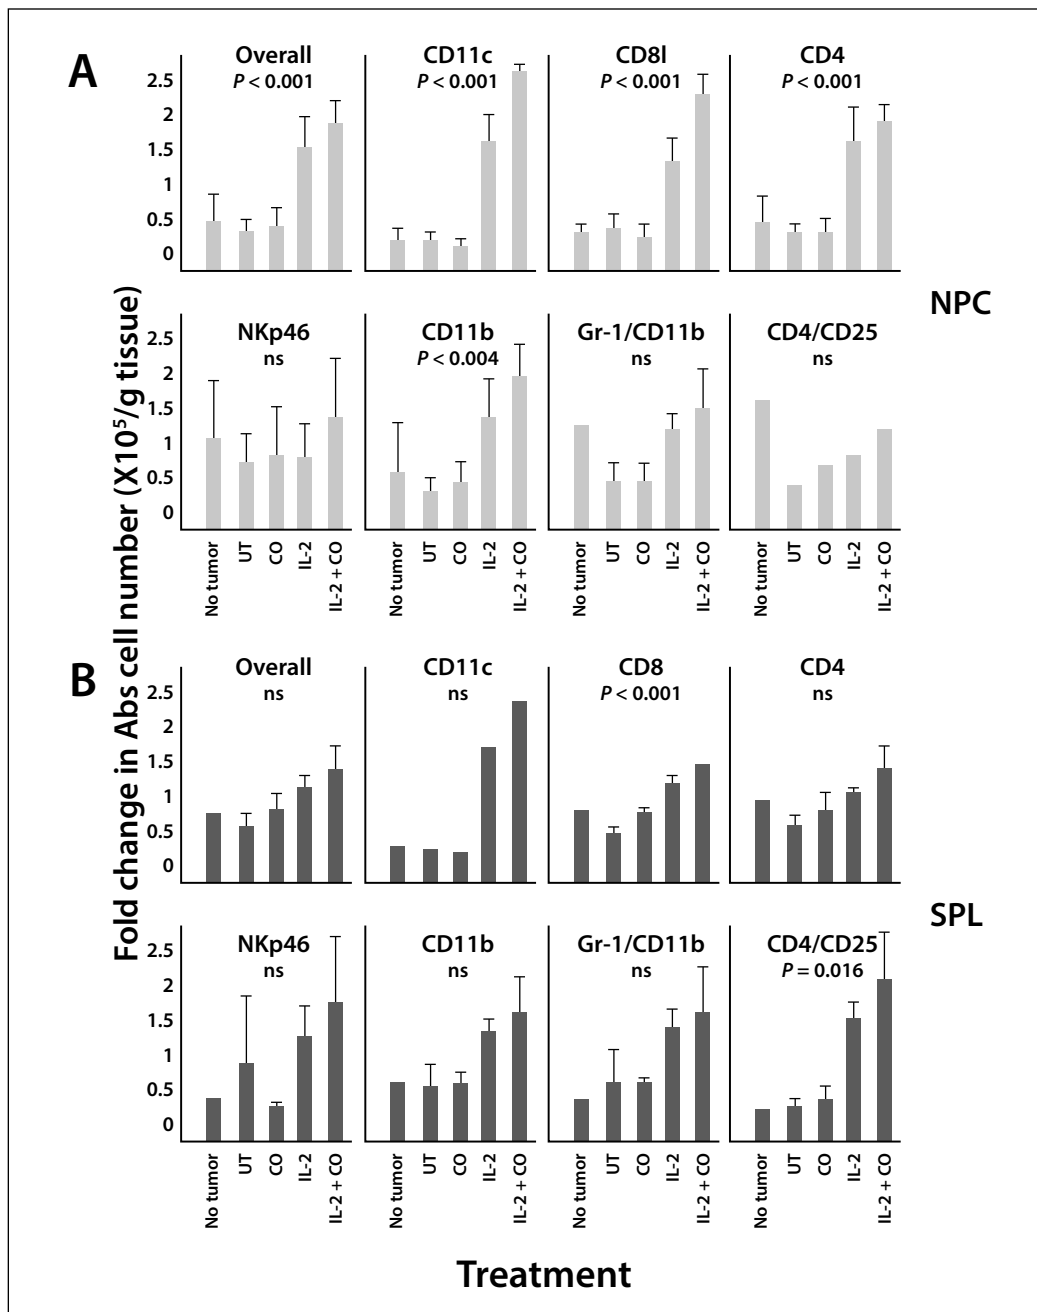 A
Overall
P < 0.001
CD11c
P < 0.001
CD8l
P < 0.001
CD4
P < 0.001
2.5
2
1.5
1
0.5
0
NPC
NKp46
ns
CD11b
P < 0.004
Gr-1/CD11b
ns
CD4/CD25
ns
2.5
2
1.5
1
0.5
0
No tumor
UT
CO
IL-2
IL-2 + CO
No tumor
UT
CO
IL-2
IL-2 + CO
No tumor
UT
CO
IL-2
IL-2 + CO
No tumor
UT
CO
IL-2
IL-2 + CO
Fold change in Abs cell number (X10⁵/g tissue)
B
Overall
ns
CD11c
ns
CD8
P < 0.001
CD4
ns
2.5
2
1.5
1
0.5
0
SPL
NKp46
ns
CD11b
ns
Gr-1/CD11b
ns
CD4/CD25
P = 0.016
2.5
2
1.5
1
0.5
0
No tumor
UT
CO
IL-2
IL-2 + CO
No tumor
UT
CO
IL-2
IL-2 + CO
No tumor
UT
CO
IL-2
IL-2 + CO
No tumor
UT
CO
IL-2
IL-2 + CO
Treatment